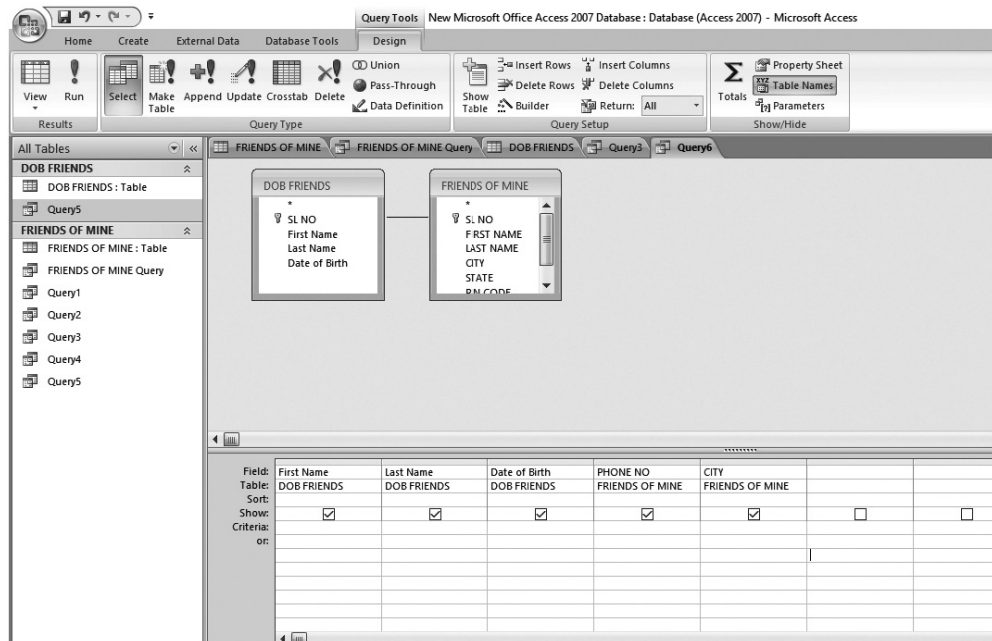 Query Tools New Microsoft Office Access 2007 Database : Database (Access 2007) - Microsoft Access
Home Create External Data Database Tools Design
View Run Select Make Table Append Update Crosstab Delete
Union
Pass-Through
Data Definition
Show Table
Insert Rows
Delete Rows
Builder
Insert Columns
Delete Columns
Return: All
Totals
Property Sheet
Table Names
Parameters
Results Query Type Query Setup Show/Hide
All Tables «
DOB FRIENDS
DOB FRIENDS : Table
Query5
FRIENDS OF MINE
FRIENDS OF MINE : Table
FRIENDS OF MINE Query
Query1
Query2
Query3
Query4
Query5
FRIENDS OF MINE FRIENDS OF MINE Query DOB FRIENDS Query3 Query6
DOB FRIENDS
*
SL NO
First Name
Last Name
Date of Birth
FRIENDS OF MINE
*
SL NO
F RST NAME
LAST NAME
CITY
STATE
Field: First Name Last Name Date of Birth PHONE NO CITY
Table: DOB FRIENDS DOB FRIENDS DOB FRIENDS FRIENDS OF MINE FRIENDS OF MINE
Sort:
Show:
Criteria:
or: